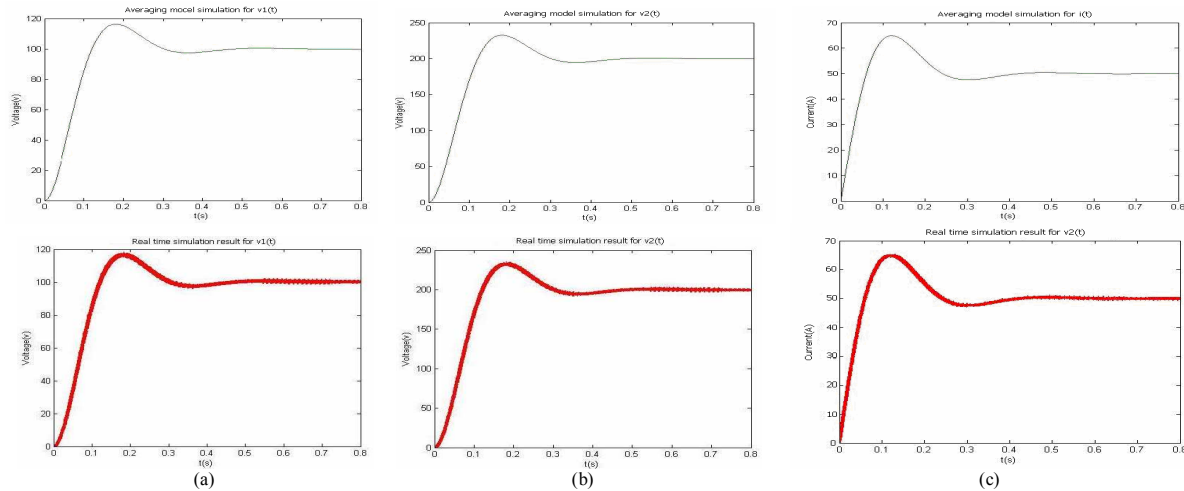 Averaging mocel simulation for v1(t)
120
100
80
60
40
20
0
Voltage(v)
0 0.1 0.2 0.3 0.4 0.5 0.6 0.7 0.8
t(s)
Averaging model simulation for v2(t)
250
200
150
100
50
0
Voltage(v)
0 0.1 0.2 0.3 0.4 0.5 0.6 0.7 0.8
t(s)
Averaging model simulation for i(t)
70
60
50
40
30
20
10
0
Current(A)
0 0.1 0.2 0.3 0.4 0.5 0.6 0.7 0.8
t(s)
Real time simulation result for v1(t)
120
100
80
60
40
20
0
Voltage(v)
0 0.1 0.2 0.3 0.4 0.5 0.6 0.7 0.8
t(s)
(a)
Real time simulation result for v2(t)
250
200
150
100
50
0
Voltage(v)
0 0.1 0.2 0.3 0.4 0.5 0.6 0.7 0.8
t(s)
(b)
Real time simulation result for v2(t)
70
60
50
40
30
20
10
0
Current(A)
0 0.1 0.2 0.3 0.4 0.5 0.6 0.7 0.8
t(s)
(c)